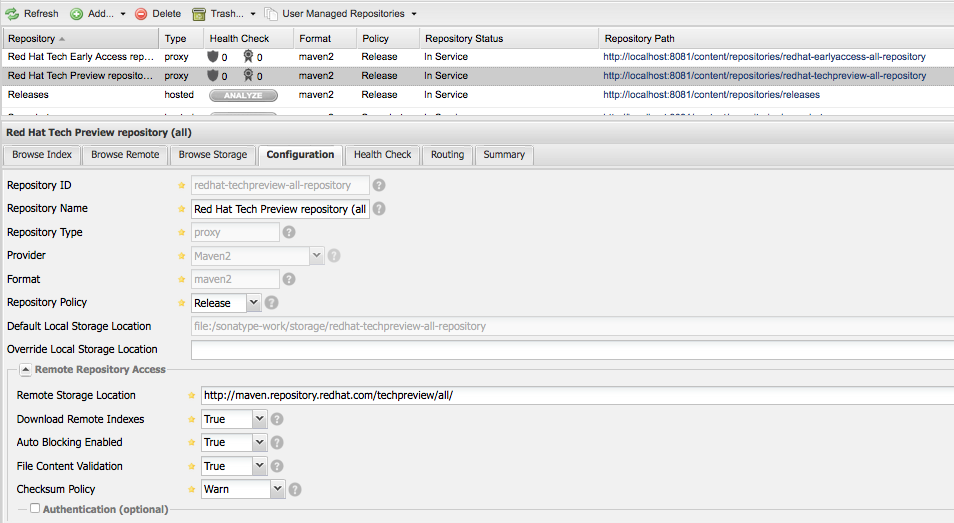 Refresh Add... Delete Trash... User Managed Repositories
Repository Type Health Check Format Policy Repository Status Repository Path
Red Hat Tech Early Access rep... proxy 0 0 maven2 Release In Service http://localhost:8081/content/repositories/redhat-earlyaccess-all-repository
Red Hat Tech Preview reposito... proxy 0 0 maven2 Release In Service http://localhost:8081/content/repositories/redhat-techpreview-all-repository
Releases hosted ANALYZE maven2 Release In Service http://localhost:8081/content/repositories/releases
Red Hat Tech Preview repository (all)
Browse Index Browse Remote Browse Storage Configuration Health Check Routing Summary
Repository ID redhat-techpreview-all-repository ?
Repository Name Red Hat Tech Preview repository (all ?
Repository Type proxy ?
Provider Maven2 ?
Format maven2 ?
Repository Policy Release ?
Default Local Storage Location file:/sonatype-work/storage/redhat-techpreview-all-repository
Override Local Storage Location
Remote Repository Access
Remote Storage Location http://maven.repository.redhat.com/techpreview/all/
Download Remote Indexes True ?
Auto Blocking Enabled True ?
File Content Validation True ?
Checksum Policy Warn ?
Authentication (optional)